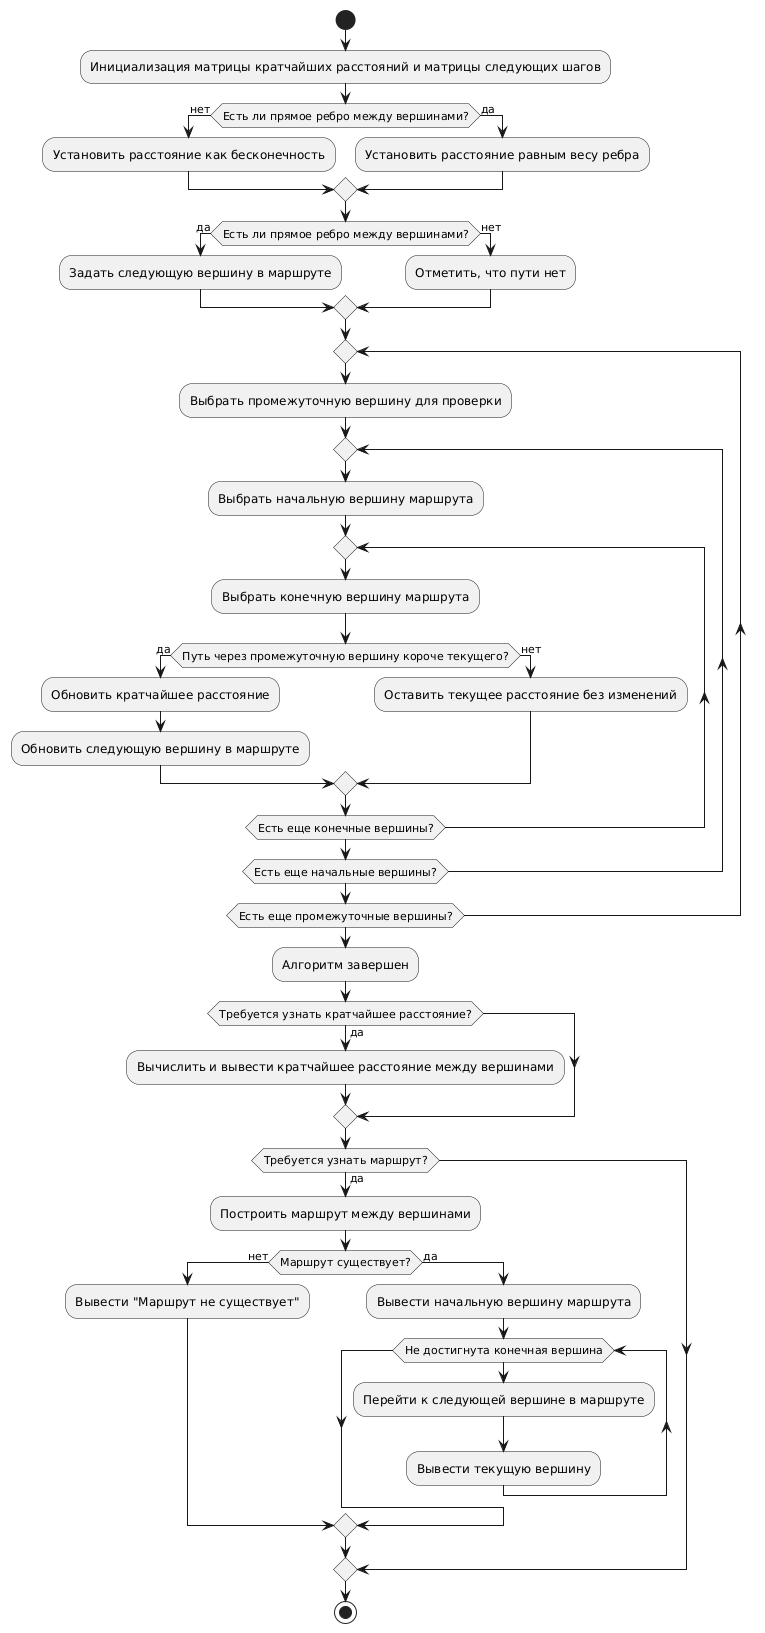 Инициализация матрицы кратчайших расстояний и матрицы следующих шагов
нет
Есть ли прямое ребро между вершинами?
да
Установить расстояние как бесконечность
Установить расстояние равным весу ребра
да
Есть ли прямое ребро между вершинами?
нет
Задать следующую вершину в маршруте
Отметить, что пути нет
Выбрать промежуточную вершину для проверки
Выбрать начальную вершину маршрута
Выбрать конечную вершину маршрута
да
Путь через промежуточную вершину короче текущего?
нет
Обновить кратчайшее расстояние
Оставить текущее расстояние без изменений
Обновить следующую вершину в маршруте
Есть еще конечные вершины?
Есть еще начальные вершины?
Есть еще промежуточные вершины?
Алгоритм завершен
Требуется узнать кратчайшее расстояние?
да
Вычислить и вывести кратчайшее расстояние между вершинами
Требуется узнать маршрут?
да
Построить маршрут между вершинами
нет
Маршрут существует?
да
Вывести "Маршрут не существует"
Вывести начальную вершину маршрута
Не достигнута конечная вершина
Перейти к следующей вершине в маршруте
Вывести текущую вершину